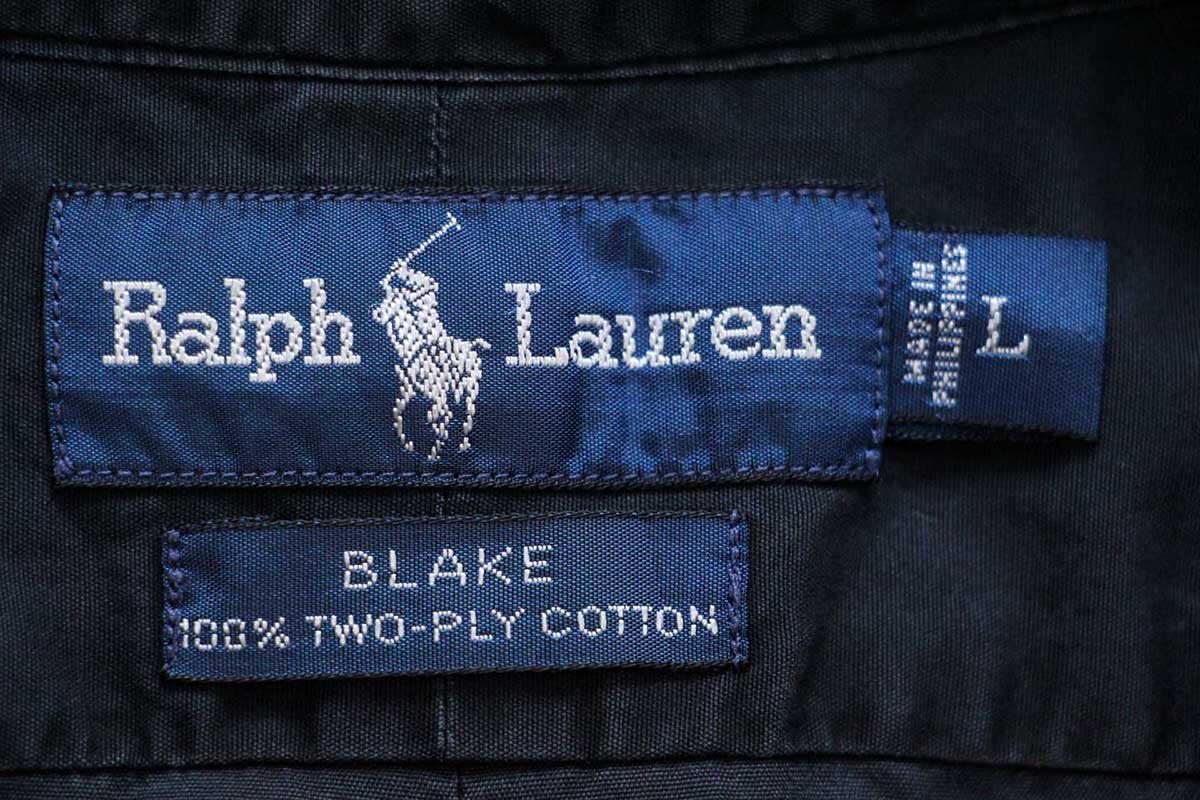 Ralph Lauren
MADE IN
PHILIPPINES
L
BLAKE
100% TWO-PLY COTTON